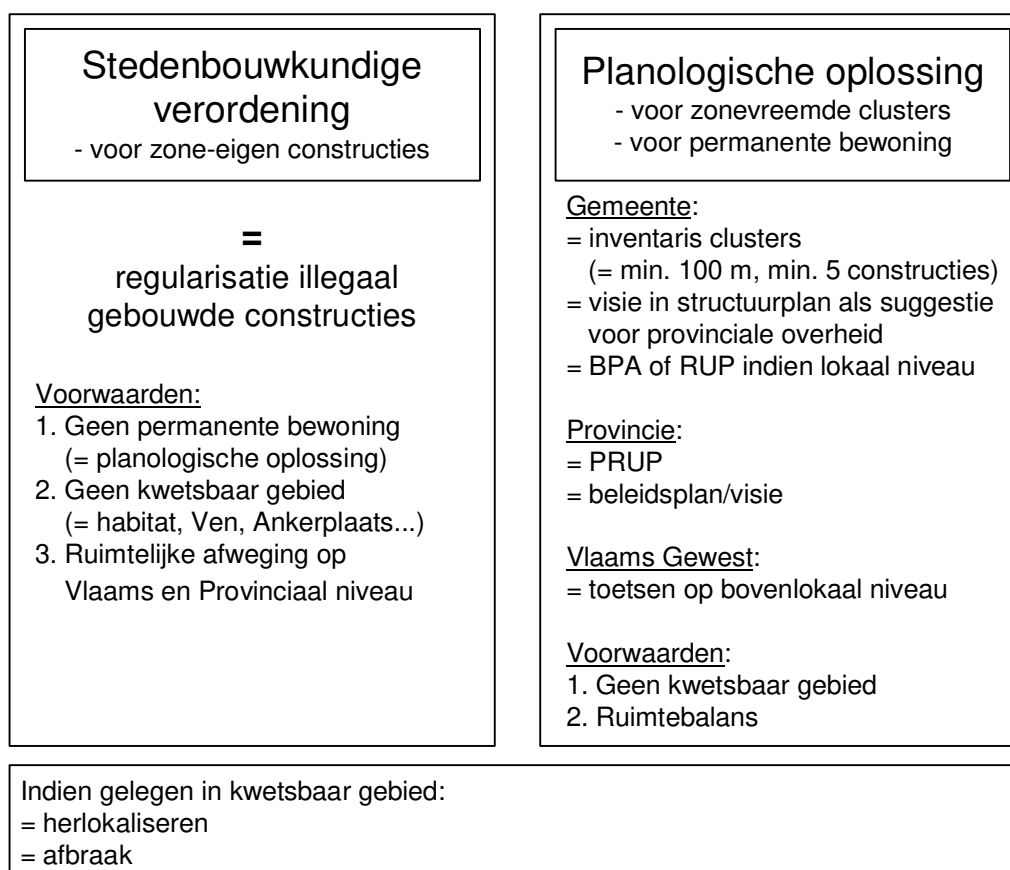 Stedenbouwkundige
verordening
- voor zone-eigen constructies
=
regularisatie illegaal
gebouwde constructies
Voorwaarden:
1. Geen permanente bewoning
(= planologische oplossing)
2. Geen kwetsbaar gebied
(= habitat, Ven, Ankerplaats...)
3. Ruimtelijke afweging op
Vlaams en Provinciaal niveau
Planologische oplossing
- voor zonevreemde clusters
- voor permanente bewoning
Gemeente:
= inventaris clusters
(= min. 100 m, min. 5 constructies)
= visie in structuurplan als suggestie
voor provinciale overheid
= BPA of RUP indien lokaal niveau
Provincie:
= PRUP
= beleidsplan/visie
Vlaams Gewest:
= toetsen op bovenlokaal niveau
Voorwaarden:
1. Geen kwetsbaar gebied
2. Ruimtebalans
Indien gelegen in kwetsbaar gebied:
= herlokaliseren
= afbraak